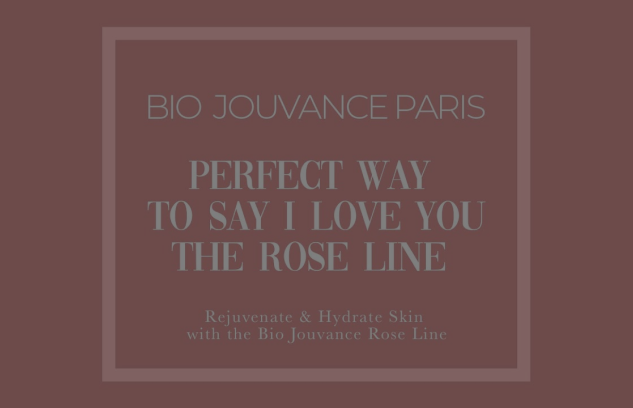 BIO JOUVANCE PARIS
PERFECT WAY
TO SAY I LOVE YOU
THE ROSE LINE
Rejuvenate & Hydrate Skin
with the Bio Jouvance Rose Line